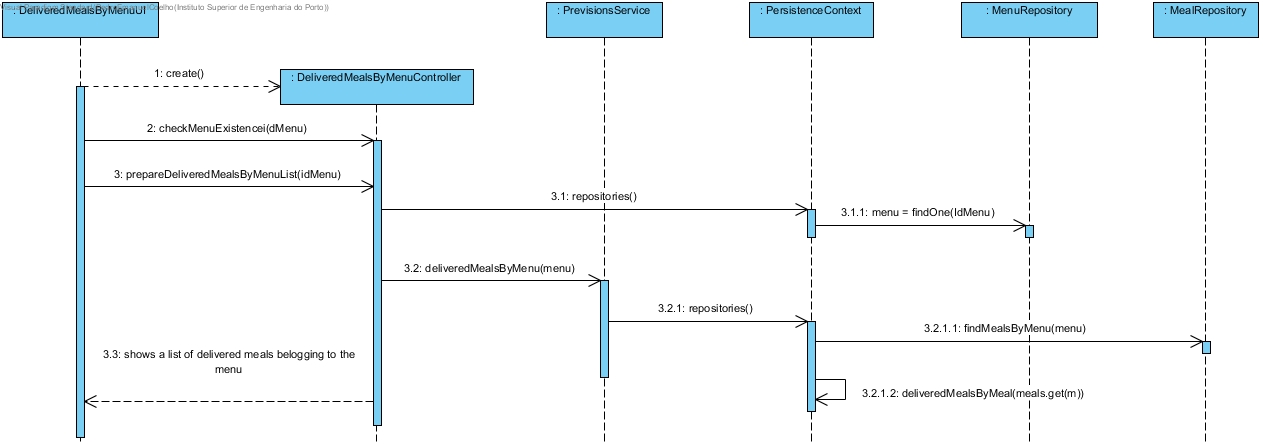 Coelho(Instituto Superior de Engenharia do Porto))
: DeliveredMealsByMenuUI
: PrevisionsService
: PersistenceContext
: MenuRepository
: MealRepository
1: create()
: DeliveredMealsByMenuController
2: checkMenuExistencei(dMenu)
3: prepareDeliveredMealsByMenuList(idMenu)
3.1: repositories()
3.1.1: menu = findOne(IdMenu)
3.2: deliveredMealsByMenu(menu)
3.2.1: repositories()
3.2.1.1: findMealsByMenu(menu)
3.3: shows a list of delivered meals belogging to the
menu
3.2.1.2: deliveredMealsByMeal(meals.get(m))